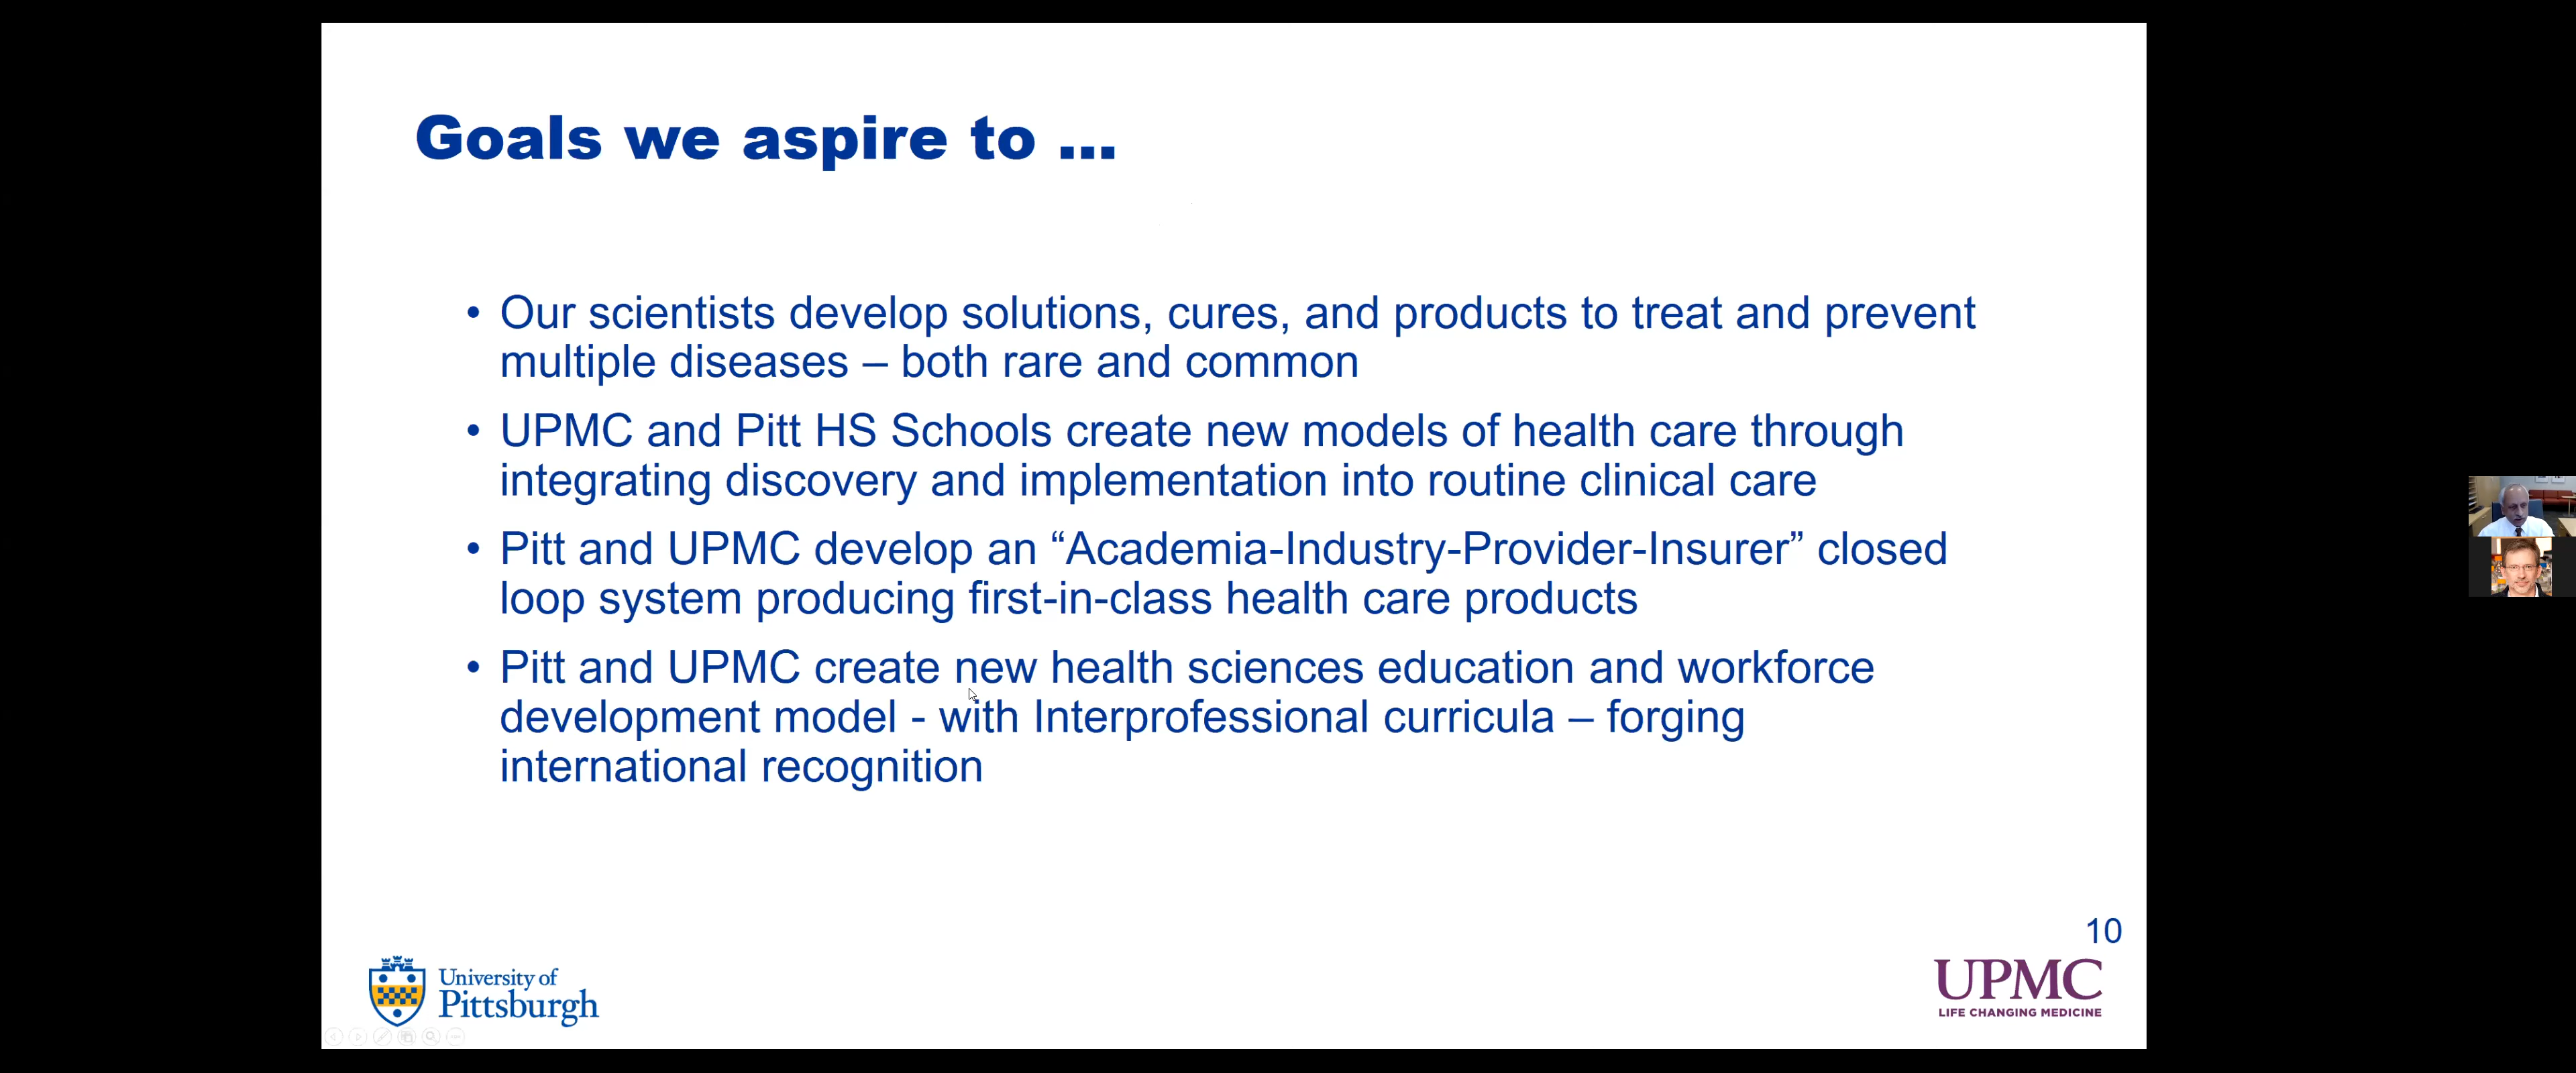 Goals we aspire to ...
• Our scientists develop solutions, cures, and products to treat and prevent
multiple diseases – both rare and common
• UPMC and Pitt HS Schools create new models of health care through
integrating discovery and implementation into routine clinical care
• Pitt and UPMC develop an “Academia-Industry-Provider-Insurer” closed
loop system producing first-in-class health care products
• Pitt and UPMC create new health sciences education and workforce
development model - with Interprofessional curricula – forging
international recognition
10
University of
Pittsburgh
UPMC
LIFE CHANGING MEDICINE